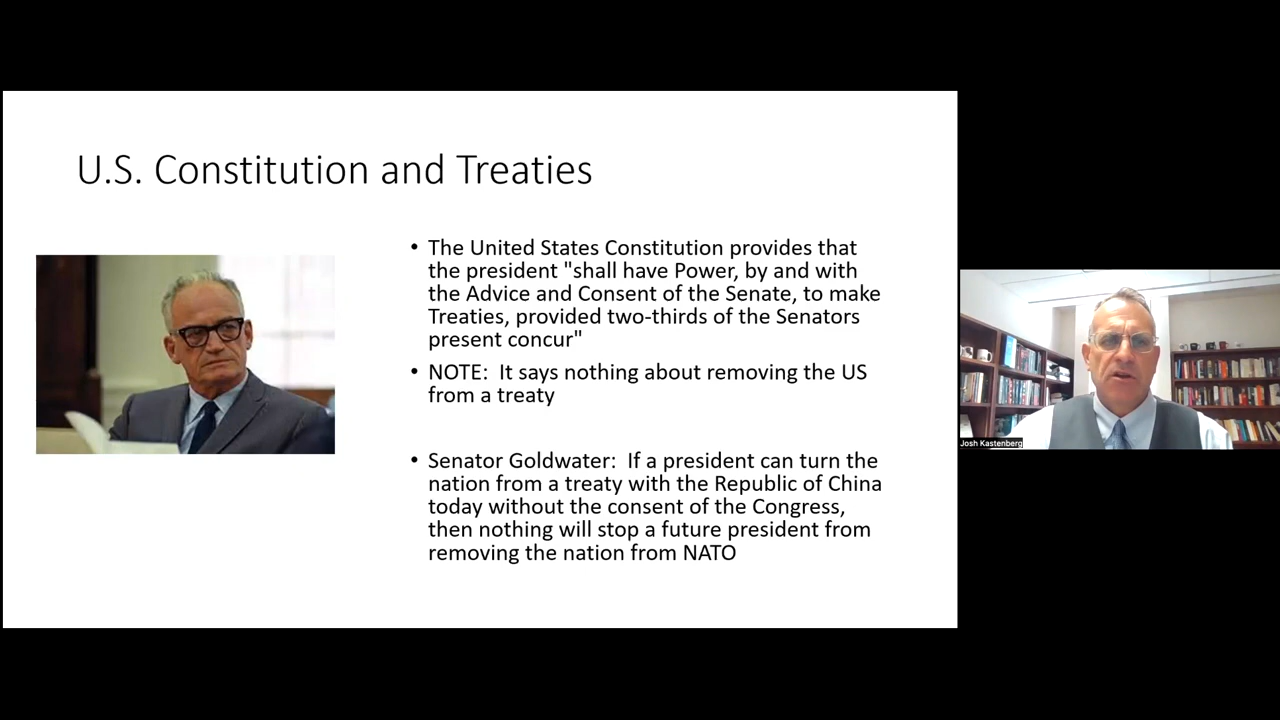 U.S. Constitution and Treaties
• The United States Constitution provides that
the president "shall have Power, by and with
the Advice and Consent of the Senate, to make
Treaties, provided two-thirds of the Senators
present concur"
• NOTE:  It says nothing about removing the US
from a treaty
• Senator Goldwater:  If a president can turn the
nation from a treaty with the Republic of China
today without the consent of the Congress,
then nothing will stop a future president from
removing the nation from NATO
Josh Kastenberg